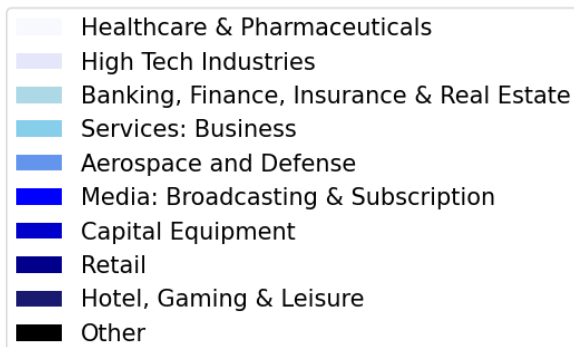 Healthcare & Pharmaceuticals
High Tech Industries
Banking, Finance, Insurance & Real Estate
Services: Business
Aerospace and Defense
Media: Broadcasting & Subscription
Capital Equipment
Retail
Hotel, Gaming & Leisure
Other